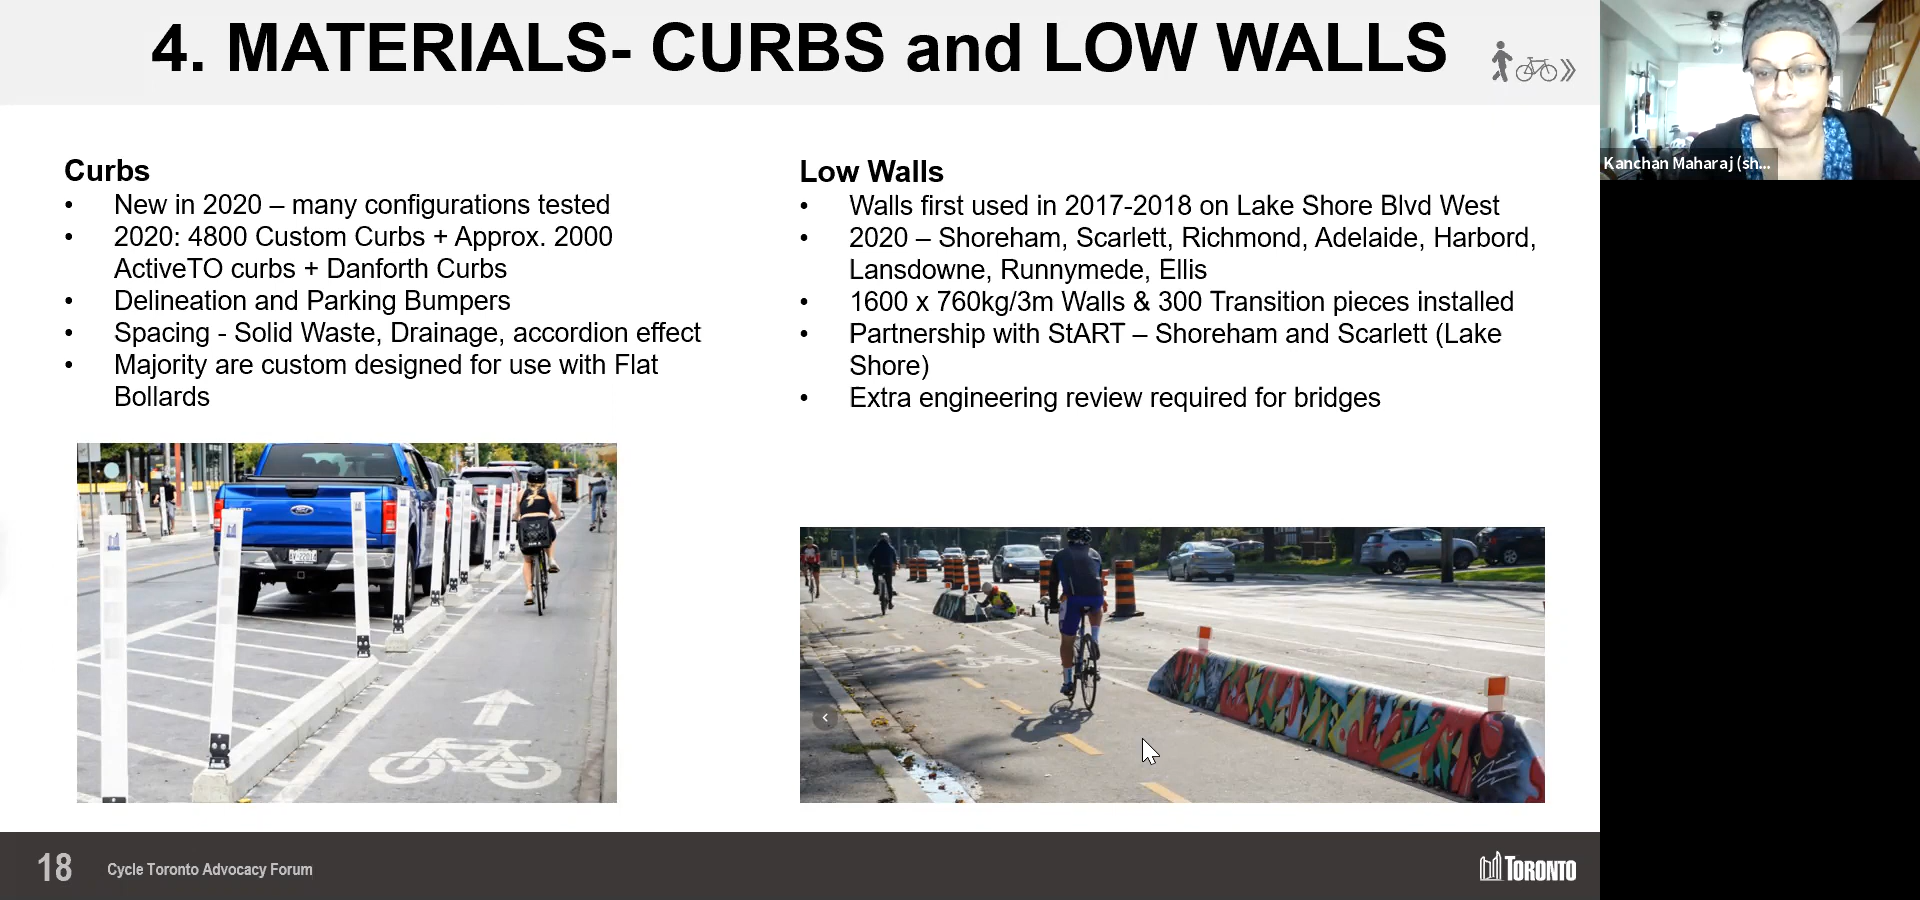 4. MATERIALS- CURBS and LOW WALLS
Curbs
• New in 2020 – many configurations tested
• 2020: 4800 Custom Curbs + Approx. 2000
ActiveTO curbs + Danforth Curbs
• Delineation and Parking Bumpers
• Spacing - Solid Waste, Drainage, accordion effect
• Majority are custom designed for use with Flat
Bollards
Low Walls
• Walls first used in 2017-2018 on Lake Shore Blvd West
• 2020 – Shoreham, Scarlett, Richmond, Adelaide, Harbord,
Lansdowne, Runnymede, Ellis
• 1600 x 760kg/3m Walls & 300 Transition pieces installed
• Partnership with StART – Shoreham and Scarlett (Lake
Shore)
• Extra engineering review required for bridges
Kanchan Maharaj (sh...
18
Cycle Toronto Advocacy Forum
TORONTO